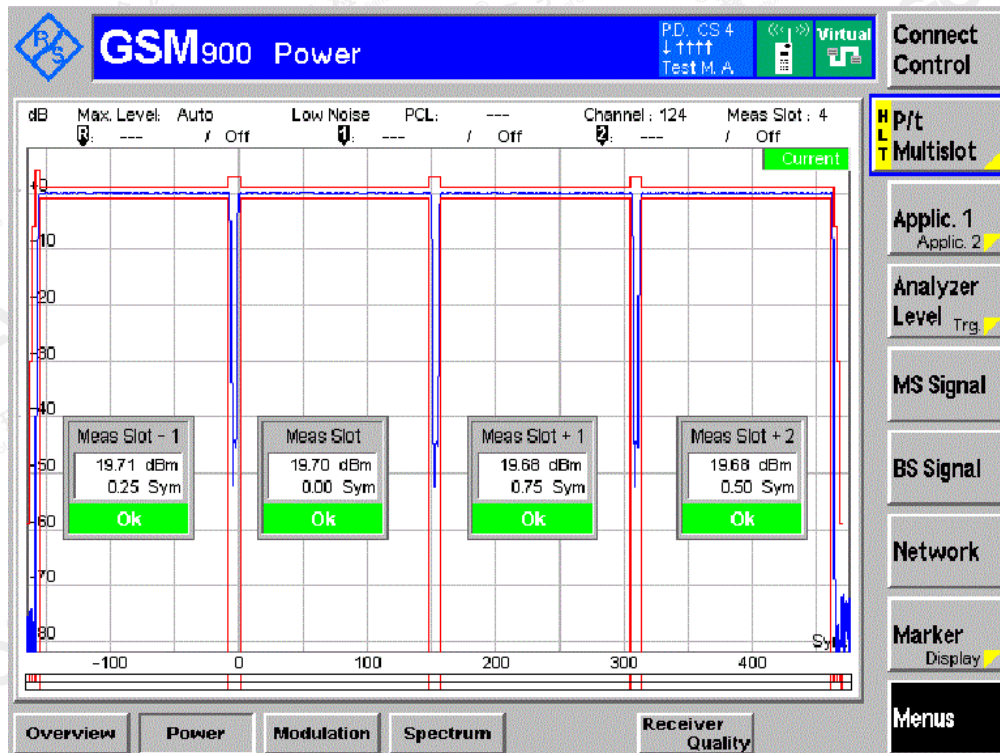 R S
GSM900 Power
P.D. CS 4
Test M. A.
Virtual
Connect Control
dB Max. Level: Auto Low Noise PCL: --- Channel : 124 Meas Slot : 4
R : --- / Off 1 : --- / Off 2 : --- / Off
HLT
P/t Multislot
Current
+0
-10
-20
-30
-40
-50
-60
-70
-80
Applic. 1
Applic. 2
Analyzer Level Trg.
MS Signal
Meas Slot - 1
19.71 dBm
0.25 Sym
Ok
Meas Slot
19.70 dBm
0.00 Sym
Ok
Meas Slot + 1
19.68 dBm
0.75 Sym
Ok
Meas Slot + 2
19.68 dBm
0.50 Sym
Ok
BS Signal
Network
-100 0 100 200 300 400
Marker
Display
Overview Power Modulation Spectrum Receiver Quality
Menus